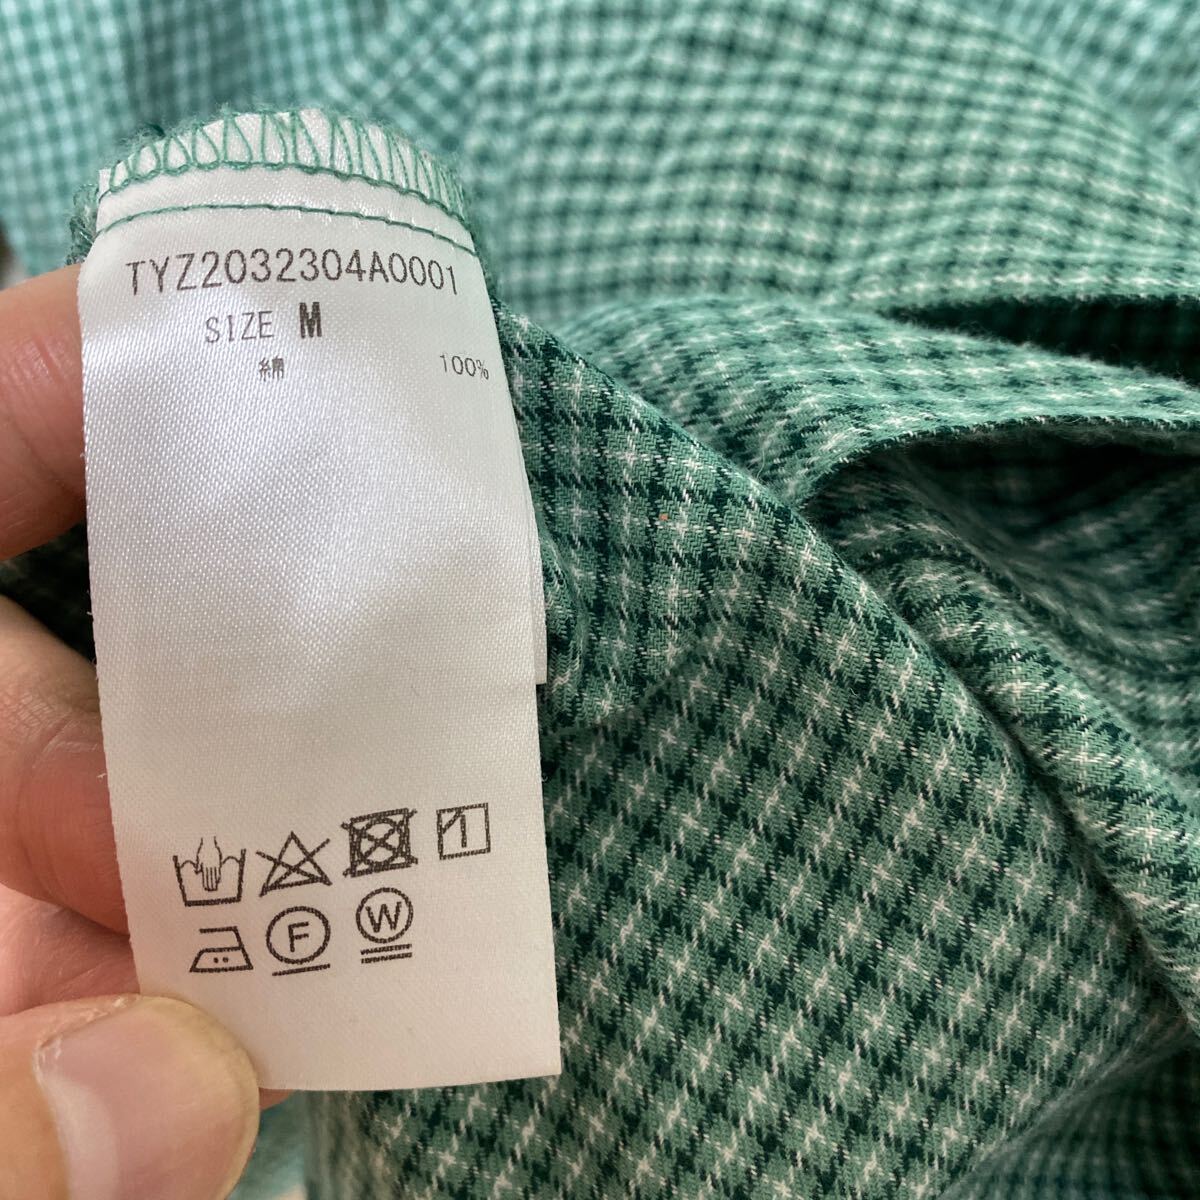 TYZ2032304A0001
SIZE M
綿 100%
F W